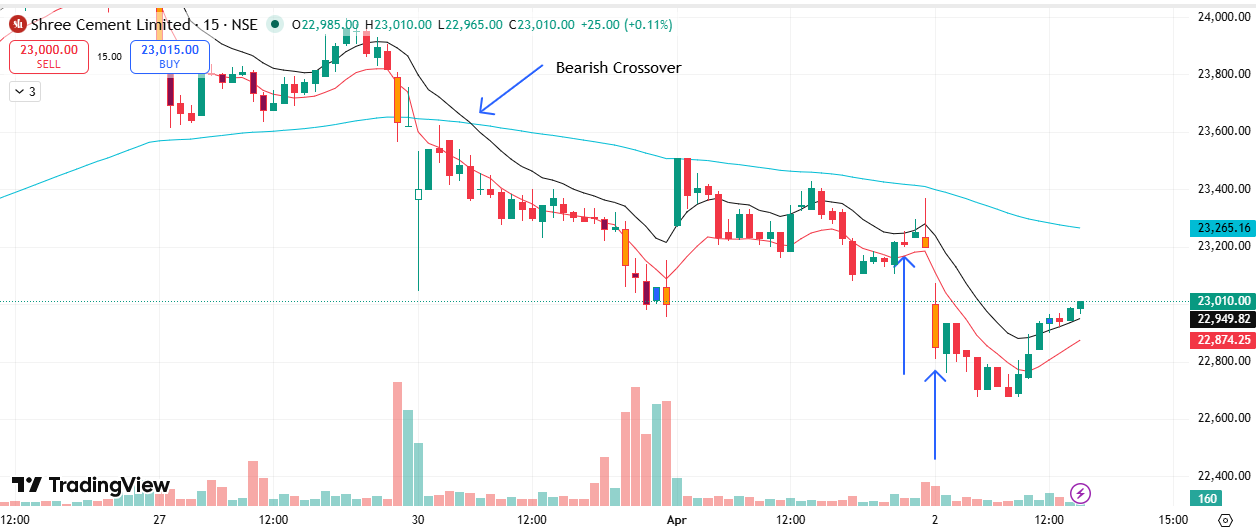 Shree Cement Limited · 15 · NSE O22,985.00 H23,010.00 L22,965.00 C23,010.00 +25.00 (+0.11%)
23,000.00
SELL
15.00
23,015.00
BUY
3
Bearish Crossover
24,000.00
23,800.00
23,600.00
23,400.00
23,265.16
23,200.00
23,010.00
22,949.82
22,874.25
22,800.00
22,600.00
22,400.00
160
TradingView
12:00 27 12:00 30 12:00 Apr 12:00 2 12:00 15:00